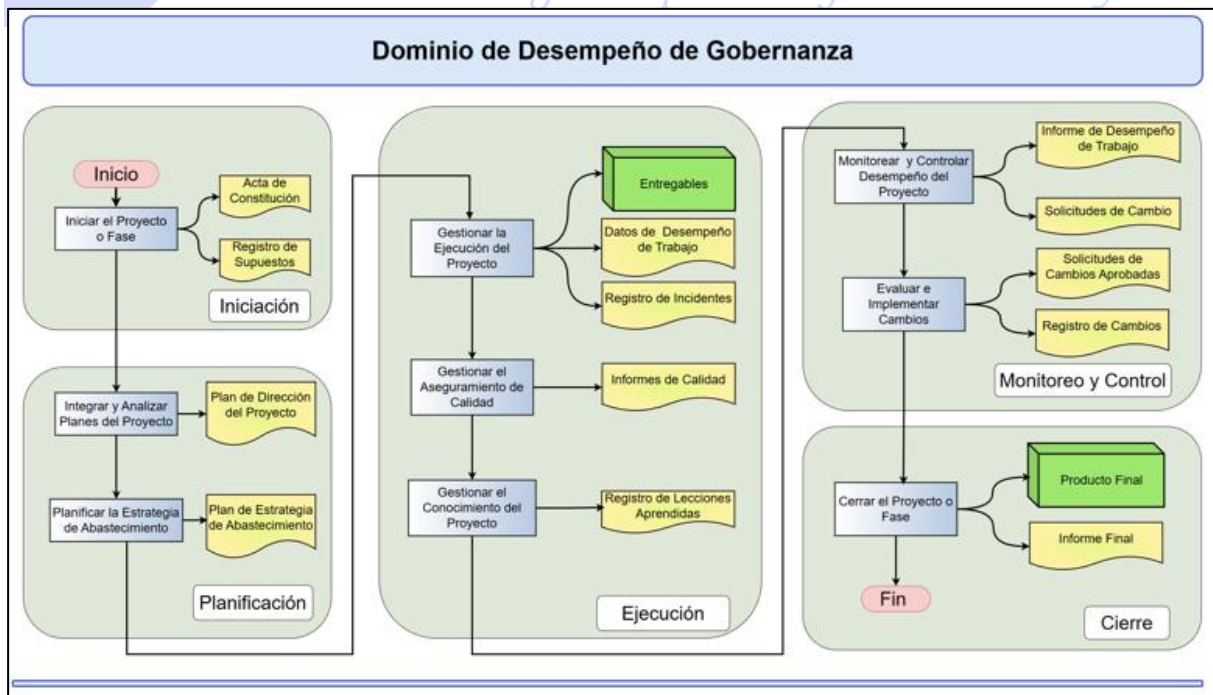 Dominio de Desempeño de Gobernanza
Inicio
Iniciar el Proyecto
o Fase
Acta de
Constitución
Registro de
Supuestos
Iniciación
Integrar y Analizar
Planes del Proyecto
Plan de Dirección
del Proyecto
Planificar la Estrategia
de Abastecimiento
Plan de Estrategia
de Abastecimiento
Planificación
Gestionar la
Ejecución del
Proyecto
Entregables
Datos de Desempeño
de Trabajo
Registro de Incidentes
Gestionar el
Aseguramiento de
Calidad
Informes de Calidad
Gestionar el
Conocimiento del
Proyecto
Registro de Lecciones
Aprendidas
Ejecución
Monitorear y Controlar
Desempeño del
Proyecto
Informe de Desempeño
de Trabajo
Solicitudes de Cambio
Evaluar e
Implementar
Cambios
Solicitudes de
Cambios Aprobadas
Registro de Cambios
Monitoreo y Control
Cerrar el Proyecto o
Fase
Producto Final
Informe Final
Fin
Cierre